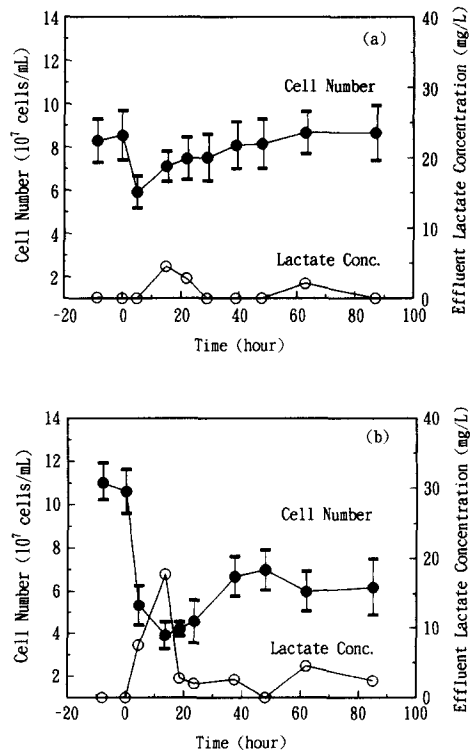 (a)
Cell Number (10⁷ cells/mL)
14
12
10
8
6
4
2
Cell Number
Lactate Conc.
40
30
20
10
0
Effluent Lactate Concentration (mg/L)
-20 0 20 40 60 80 100
Time (hour)
(b)
Cell Number (10⁷ cells/mL)
14
12
10
8
6
4
2
Cell Number
Lactate Conc.
40
30
20
10
0
Effluent Lactate Concentration (mg/L)
-20 0 20 40 60 80 100
Time (hour)